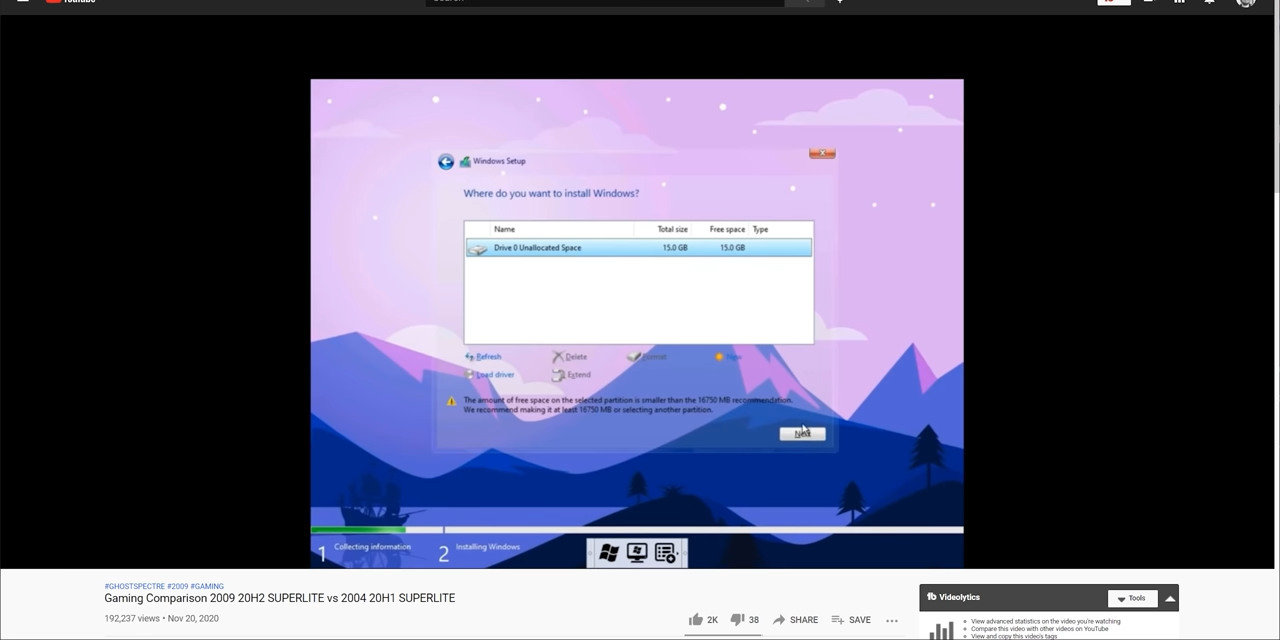 Windows Setup
Where do you want to install Windows?
Name Total size Free space Type
Drive 0 Unallocated Space 15.0 GB 15.0 GB
Refresh Delete Format New
Load driver Extend
The amount of free space on the selected partition is smaller than the 16750 MB recommendation.
We recommend making it at least 16750 MB or selecting another partition.
Next
1 Collecting information 2 Installing Windows
#GHOSTSPECTRE #2009 #GAMING
Gaming Comparison 2009 20H2 SUPERLITE vs 2004 20H1 SUPERLITE
192,237 views • Nov 20, 2020
2K 38 SHARE SAVE
tb Videolytics Tools
View advanced statistics on the video you're watching
Compare this video with other videos on YouTube
View and copy this video's tags